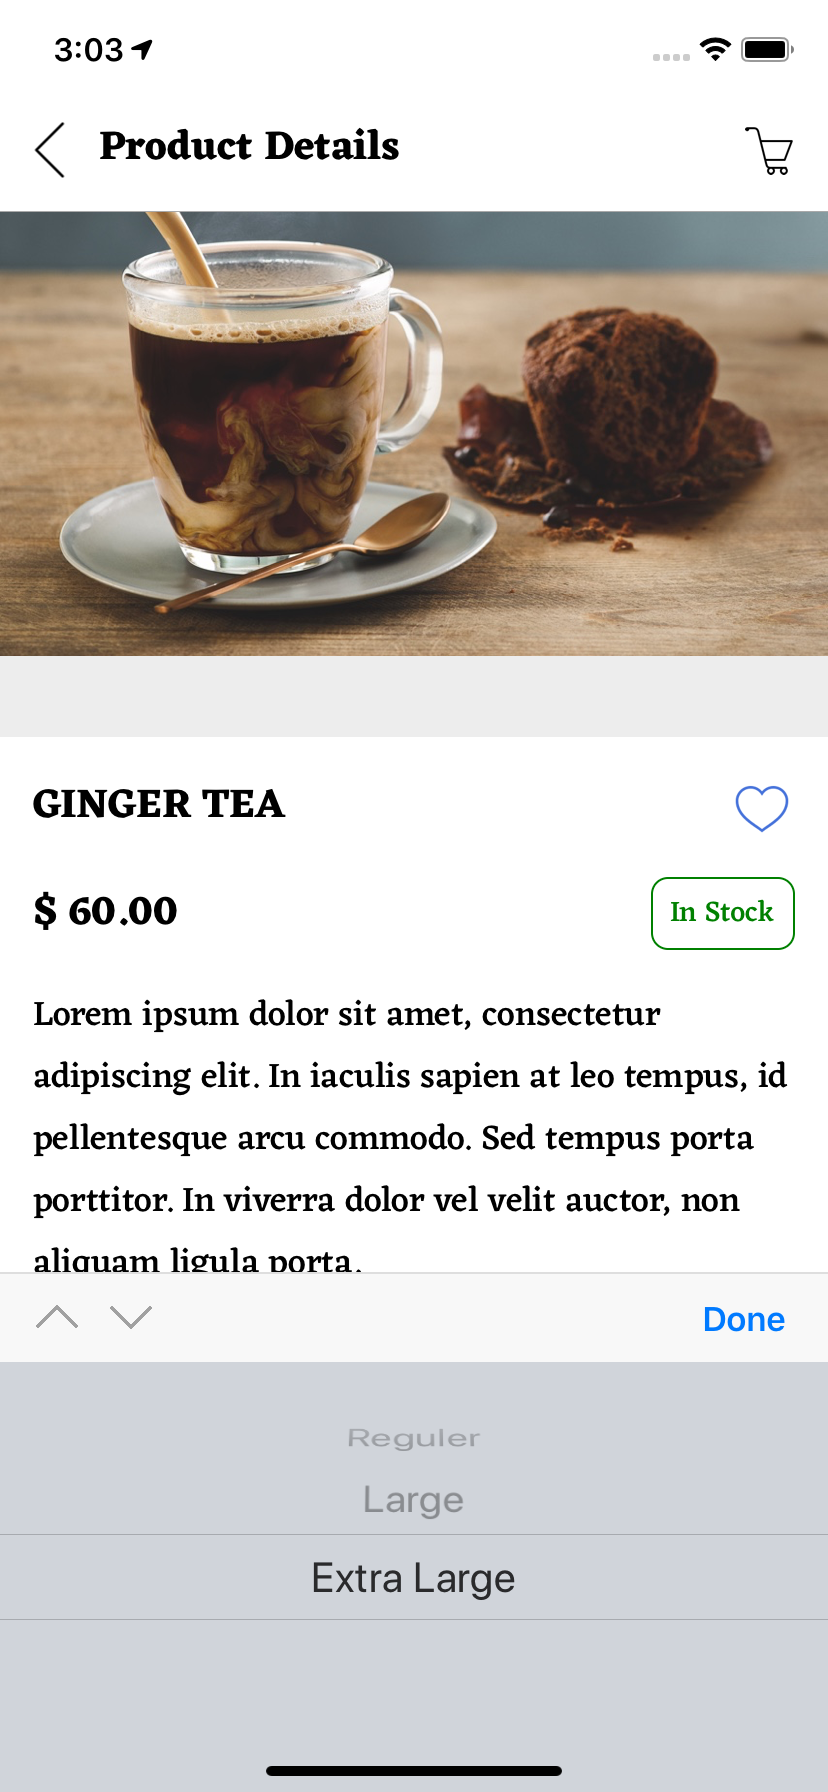 3:03
Product Details
GINGER TEA
$ 60.00
In Stock
Lorem ipsum dolor sit amet, consectetur
adipiscing elit. In iaculis sapien at leo tempus, id
pellentesque arcu commodo. Sed tempus porta
porttitor. In viverra dolor vel velit auctor, non
aliquam ligula porta.
Done
Reguler
Large
Extra Large